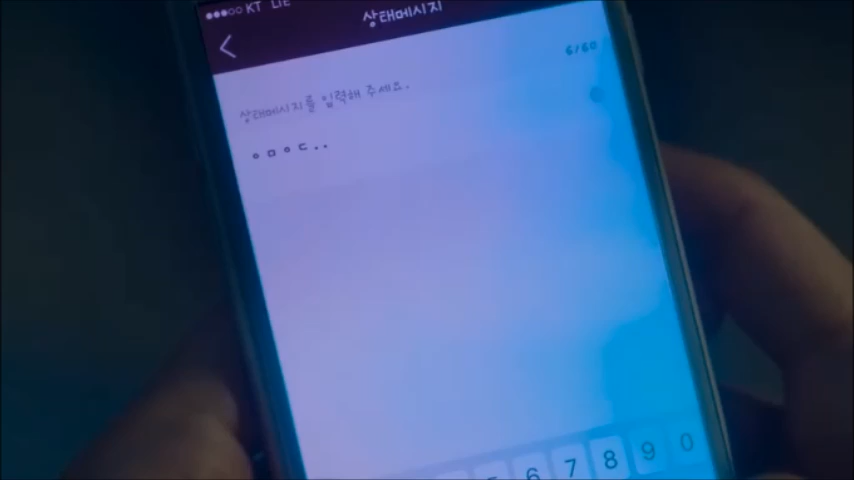 ●●●○○ KT LTE
< 상태메시지
6/60
상태메시지를 입력해 주세요.
ㅇㅁㅇㄷ..
5 6 7 8 9 0